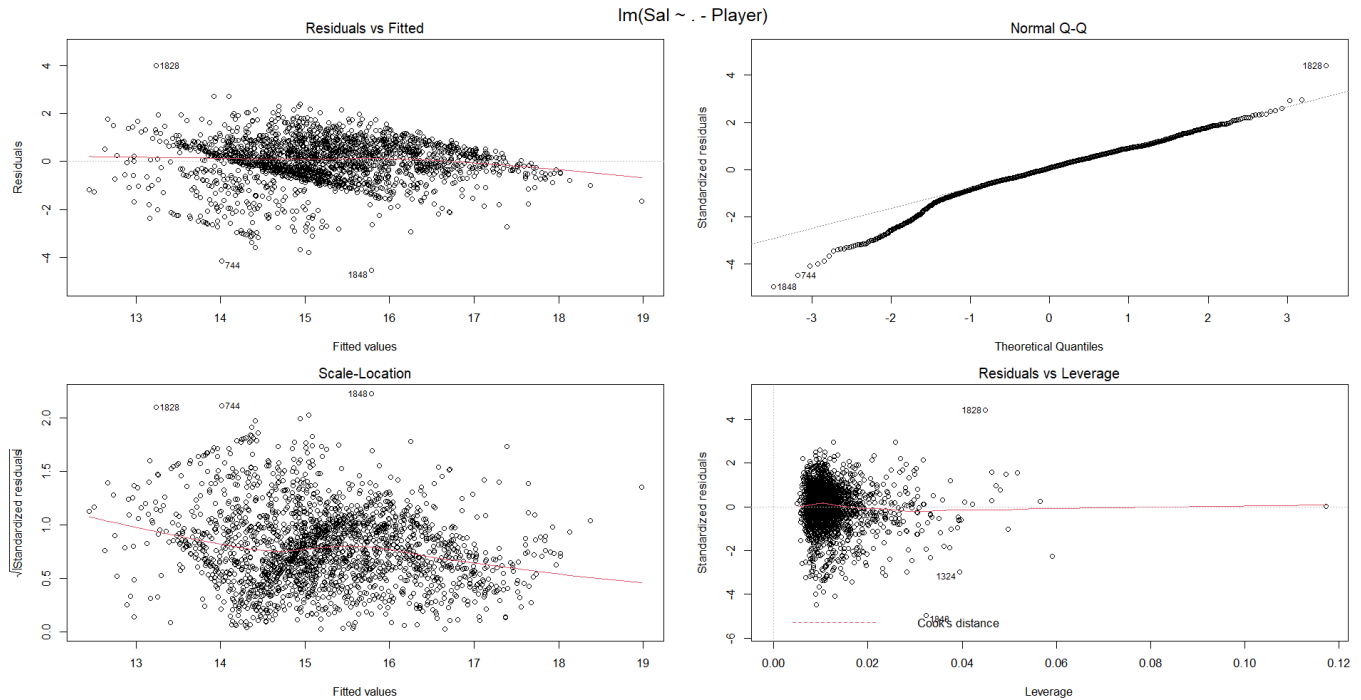 lm(Sal ~ . - Player)
Residuals vs Fitted
Residuals
4
2
0
-2
-4
1828
744
1848
13 14 15 16 17 18 19
Fitted values
Normal Q-Q
Standardized residuals
4
2
0
-2
-4
1828
744
1848
-3 -2 -1 0 1 2 3
Theoretical Quantiles
Scale-Location
√|Standardized residuals|
2.0
1.5
1.0
0.5
0.0
1848
1828
744
13 14 15 16 17 18 19
Fitted values
Residuals vs Leverage
Standardized residuals
4
2
0
-2
-4
-6
1828
1324
1848
Cook's distance
0.00 0.02 0.04 0.06 0.08 0.10 0.12
Leverage